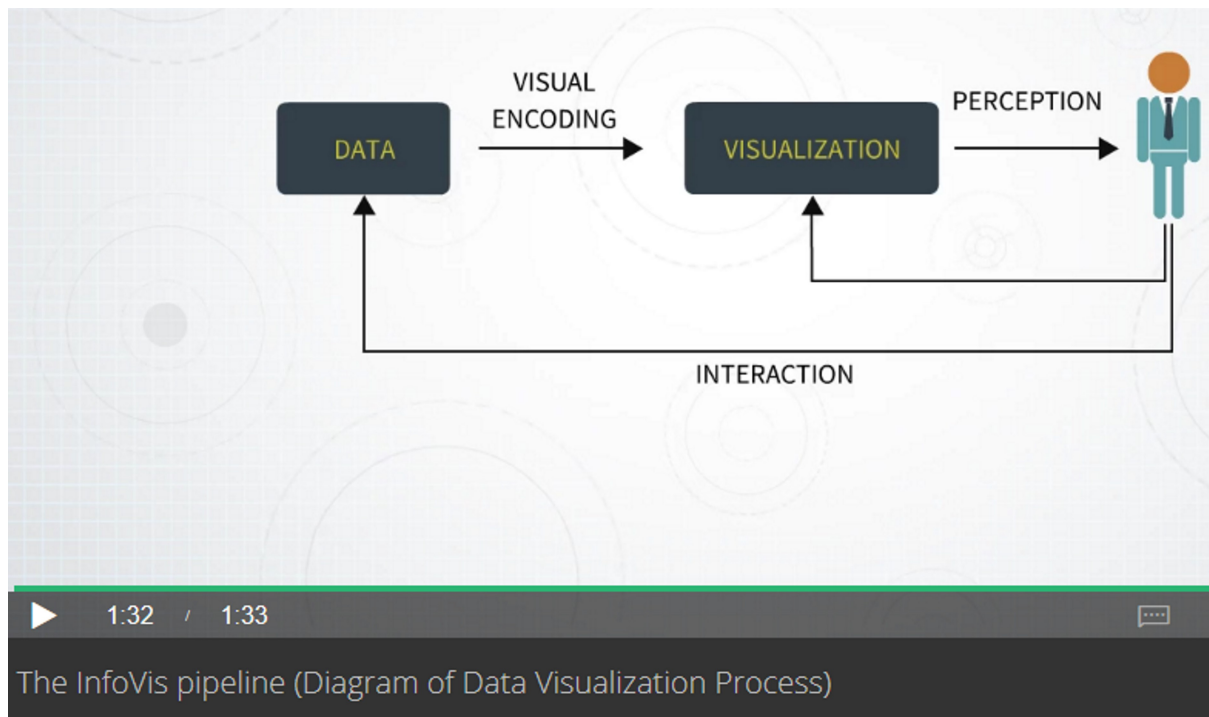 VISUAL
ENCODING
PERCEPTION
DATA
VISUALIZATION
INTERACTION
1:32 / 1:33
The InfoVis pipeline (Diagram of Data Visualization Process)